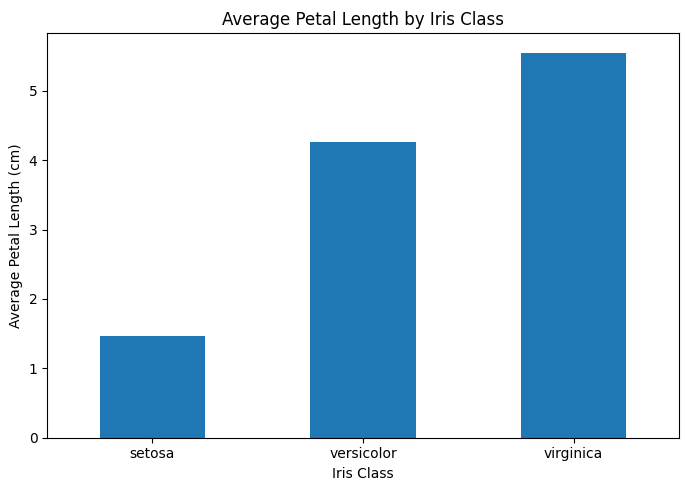 Average Petal Length by Iris Class
Average Petal Length (cm)
5
4
3
2
1
0
setosa versicolor virginica
Iris Class